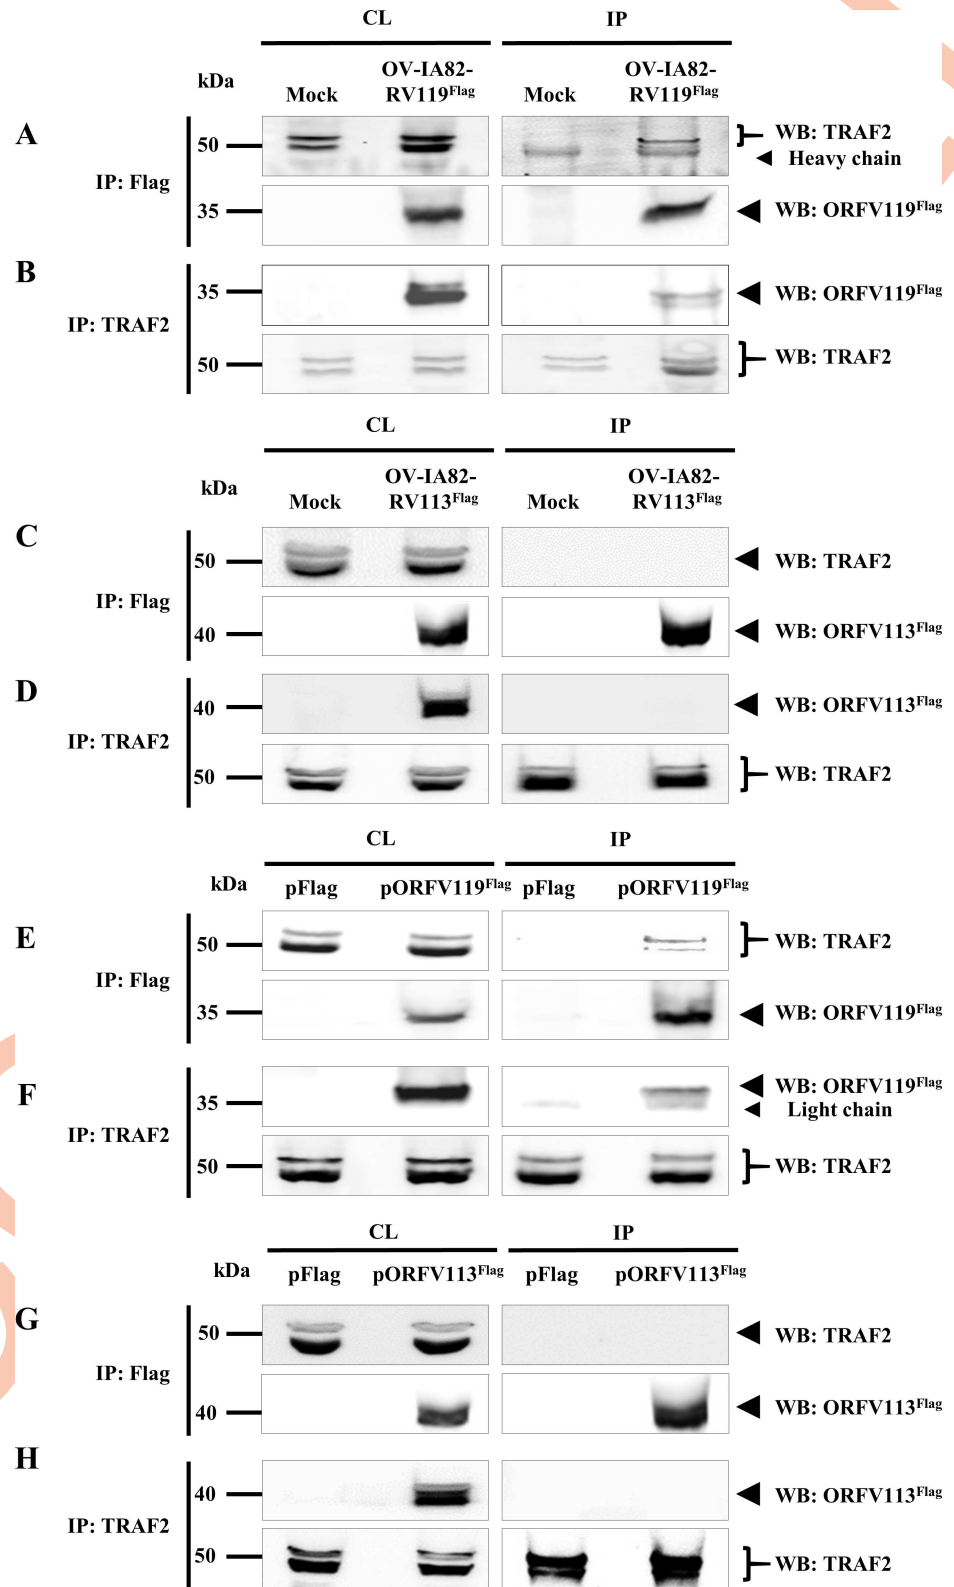 CL IP
kDa Mock OV-IA82-RV119Flag Mock OV-IA82-RV119Flag
A
IP: Flag
50 WB: TRAF2
Heavy chain
35 WB: ORFV119Flag
B
IP: TRAF2
35 WB: ORFV119Flag
50 WB: TRAF2
CL IP
kDa Mock OV-IA82-RV113Flag Mock OV-IA82-RV113Flag
C
IP: Flag
50 WB: TRAF2
40 WB: ORFV113Flag
D
IP: TRAF2
40 WB: ORFV113Flag
50 WB: TRAF2
CL IP
kDa pFlag pORFV119Flag pFlag pORFV119Flag
E
IP: Flag
50 WB: TRAF2
35 WB: ORFV119Flag
F
IP: TRAF2
WB: ORFV119Flag
35 Light chain
50 WB: TRAF2
CL IP
kDa pFlag pORFV113Flag pFlag pORFV113Flag
G
IP: Flag
50 WB: TRAF2
40 WB: ORFV113Flag
H
IP: TRAF2
40 WB: ORFV113Flag
50 WB: TRAF2